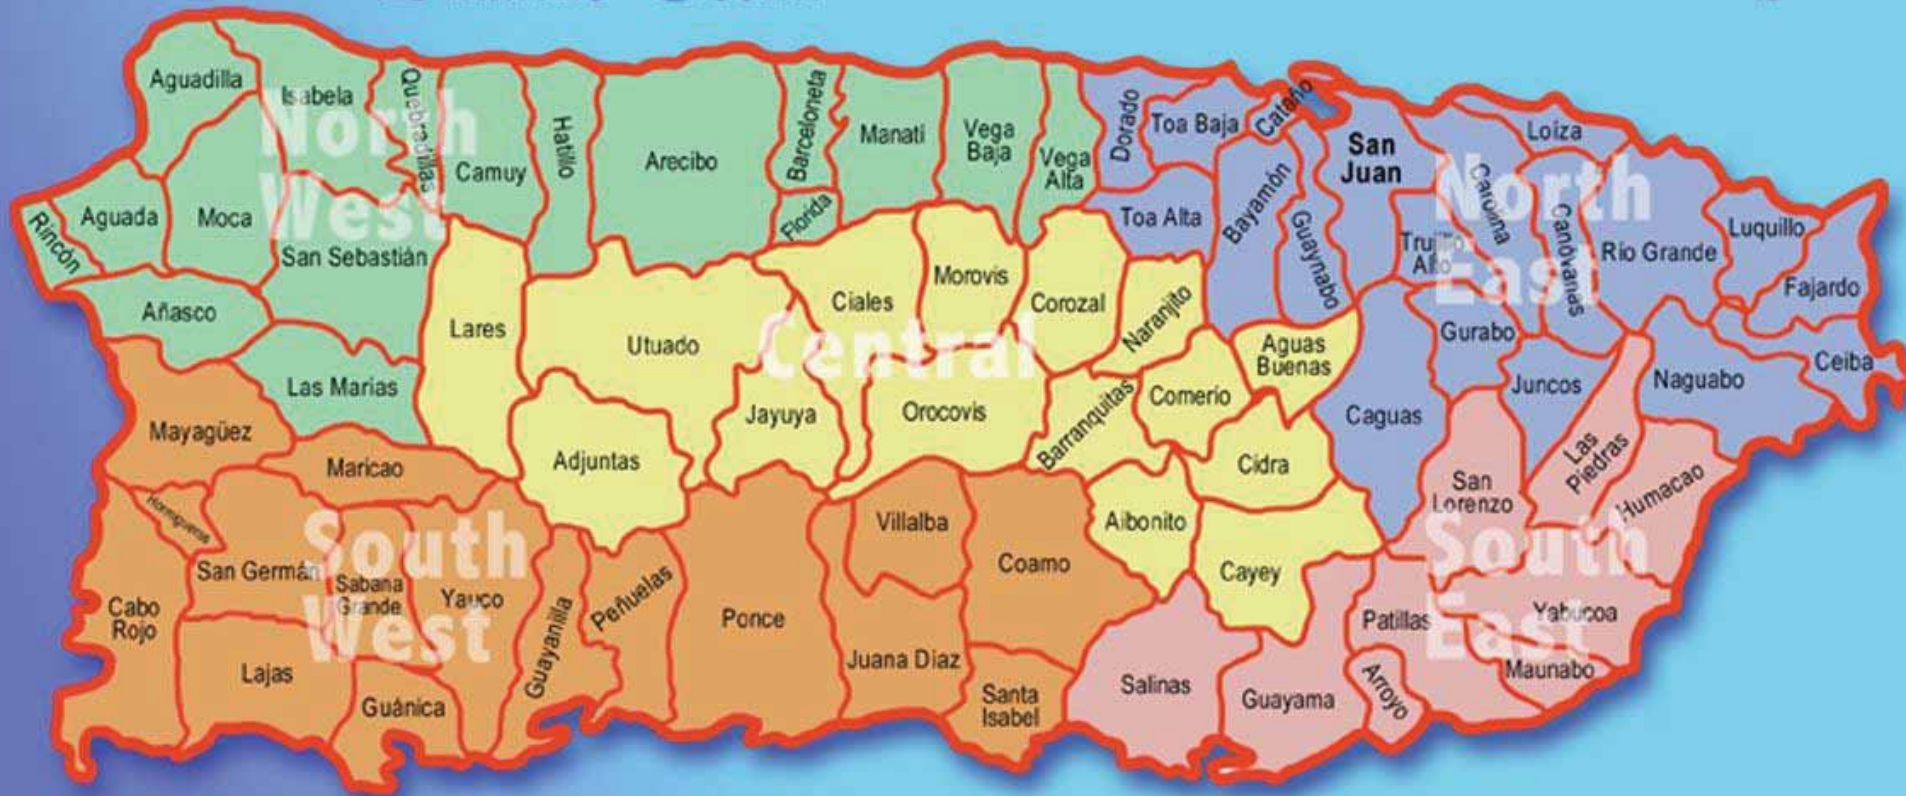 Aguadilla
Isabela
Quebradillas
Camuy
Hatillo
Arecibo
Barceloneta
Manatí
Vega
Baja
Vega
Alta
Dorado
Toa Baja
Cataño
San
Juan
Loíza
North
West
Rincón
Aguada
Moca
San Sebastián
Florida
Toa Alta
Bayamón
Guaynabo
Trujillo
Alto
Carolina
Canóvanas
Río Grande
Luquillo
Fajardo
North
East
Añasco
Las Marías
Lares
Utuado
Ciales
Morovis
Corozal
Naranjito
Aguas
Buenas
Gurabo
Juncos
Naguabo
Ceiba
Central
Adjuntas
Jayuya
Orocovis
Barranquitas
Comerío
Cidra
Caguas
Aibonito
Cayey
San
Lorenzo
Las
Piedras
Humacao
Mayagüez
Maricao
Hormigueros
San Germán
Sabana
Grande
Yauco
Guayanilla
Peñuelas
Ponce
Villalba
Coamo
Cabo
Rojo
Lajas
Guánica
Juana Díaz
Santa
Isabel
South
West
Salinas
Guayama
Arroyo
Patillas
Yabucoa
Maunabo
South
East